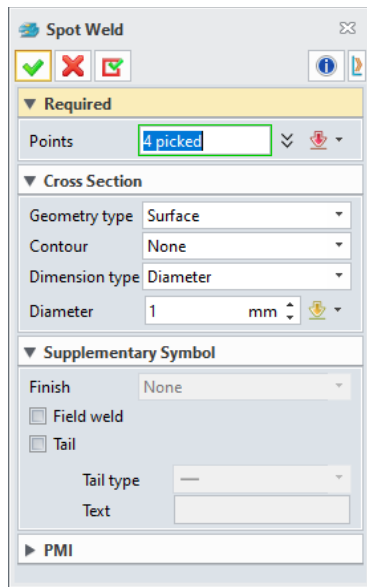 Spot Weld
Required
Points 4 picked
Cross Section
Geometry type Surface
Contour None
Dimension type Diameter
Diameter 1 mm
Supplementary Symbol
Finish None
Field weld
Tail
Tail type
Text
PMI